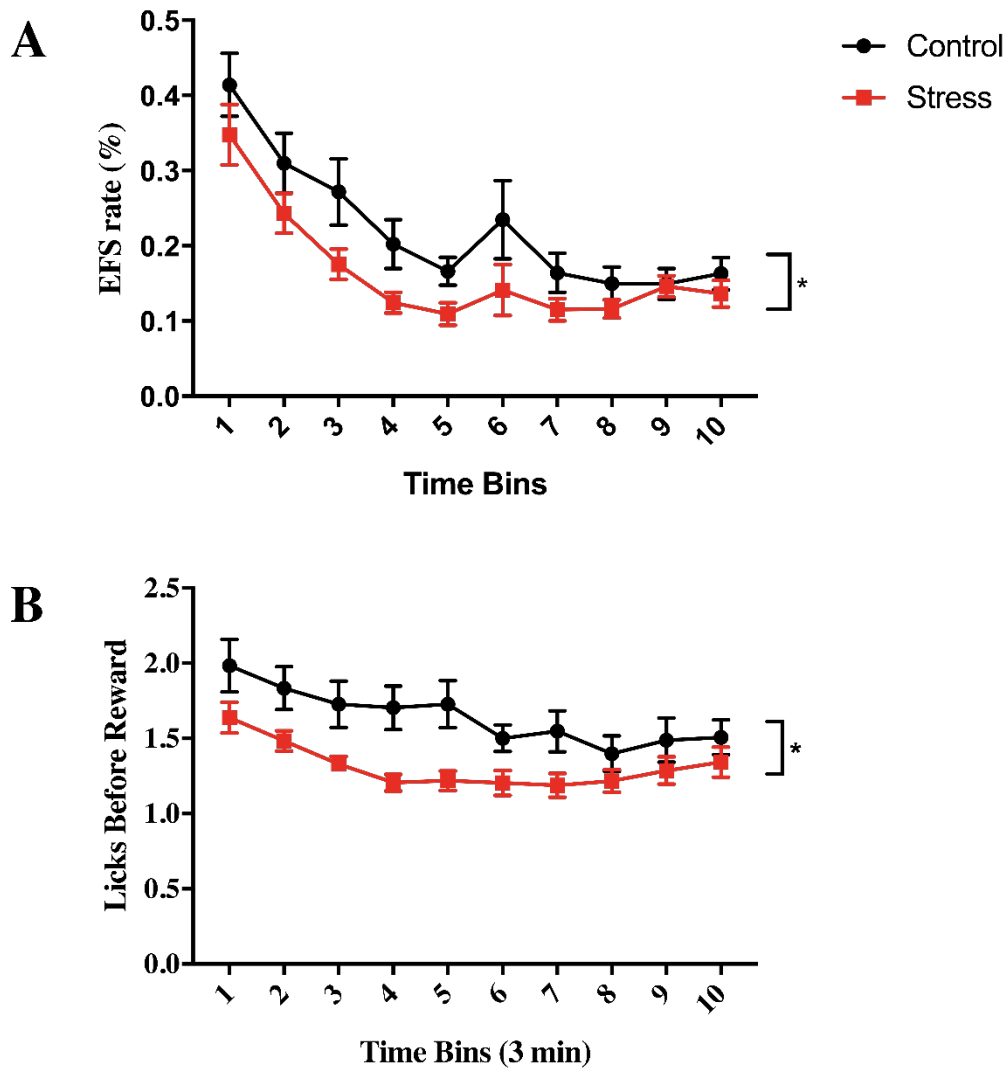 A
Control
Stress
EFS rate (%)
0.5
0.4
0.3
0.2
0.1
0.0
*
1 2 3 4 5 6 7 8 9 10
Time Bins
B
Licks Before Reward
2.5
2.0
1.5
1.0
0.5
0.0
*
1 2 3 4 5 6 7 8 9 10
Time Bins (3 min)